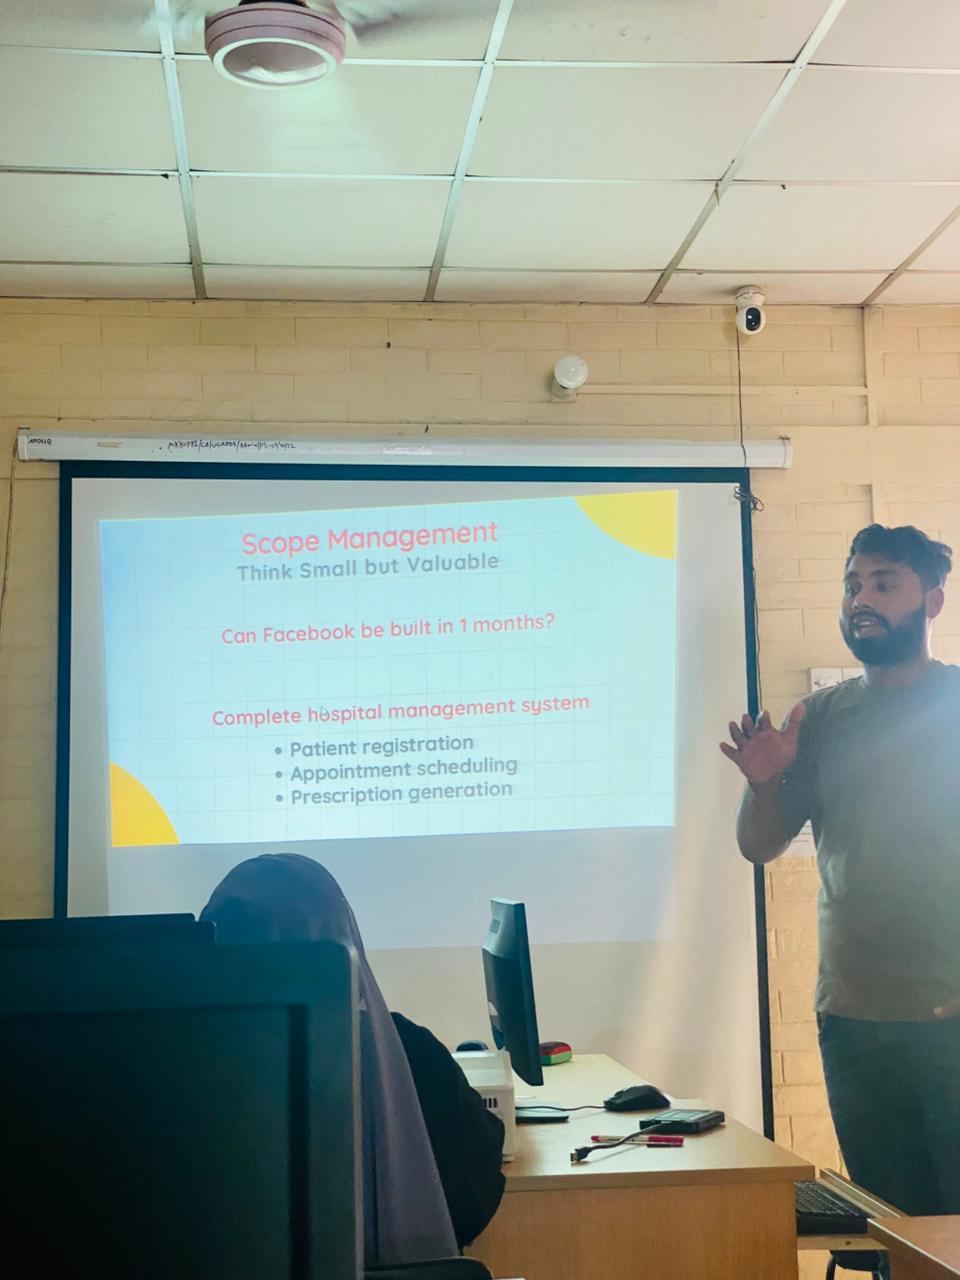 APOLLO
Scope Management
Think Small but Valuable
Can Facebook be built in 1 months?
Complete hospital management system
• Patient registration
• Appointment scheduling
• Prescription generation